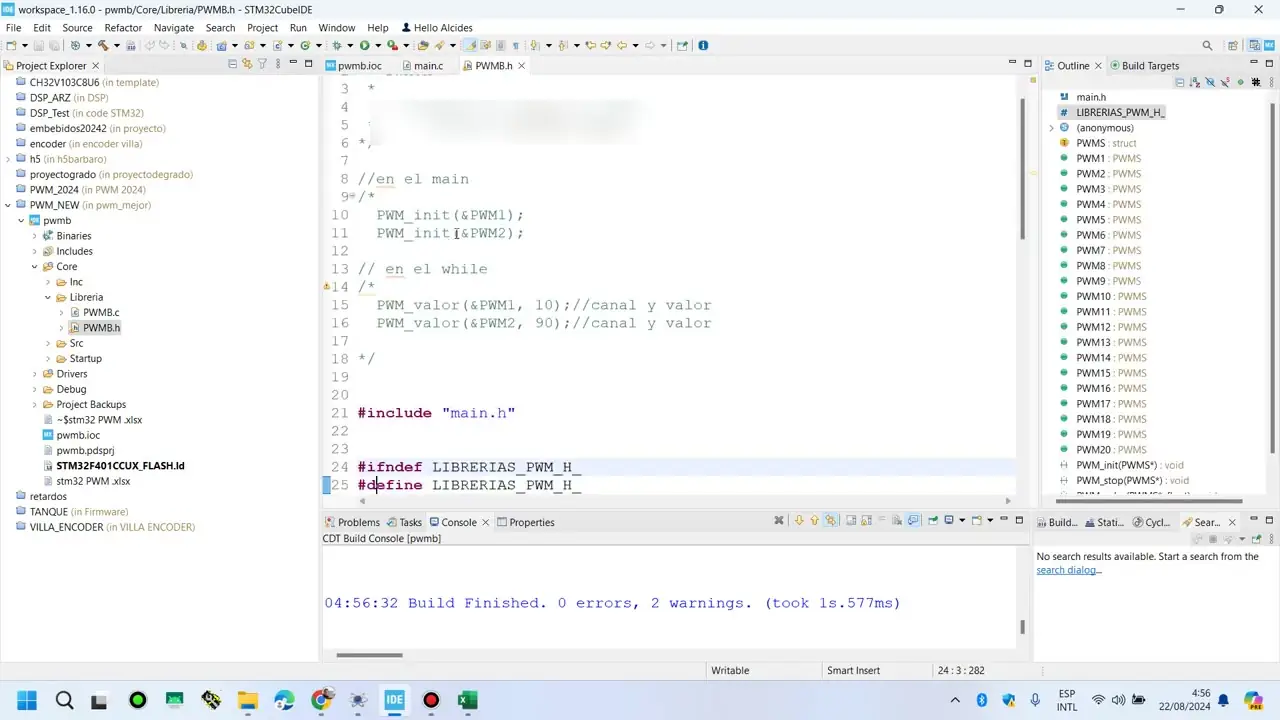 workspace_1.16.0 - pwmb/Core/Libreria/PWMB.h - STM32CubeIDE
File Edit Source Refactor Navigate Search Project Run Window Help Hello Alcides
Project Explorer
CH32V103C8U6 (in template)
DSP_ARZ (in DSP)
DSP_Test (in code STM32)
embebidos20242 (in proyecto)
encoder (in encoder villa)
h5 (in h5barbaro)
proyectogrado (in proyectodegrado)
PWM_2024 (in PWM 2024)
PWM_NEW (in pwm_mejor)
pwmb
Binaries
Includes
Core
Inc
Libreria
PWMB.c
PWMB.h
Src
Startup
Drivers
Debug
Project Backups
~$stm32 PWM .xlsx
pwmb.ioc
pwmb.pdsprj
STM32F401CCUX_FLASH.ld
stm32 PWM .xlsx
retardos
TANQUE (in Firmware)
VILLA_ENCODER (in VILLA ENCODER)
pwmb.ioc main.c PWMB.h
3 *
4
5
6 */
7
8 //en el main
9 /*
10 PWM_init(&PWM1);
11 PWM_init(&PWM2);
12
13 // en el while
14 /*
15 PWM_valor(&PWM1, 10);//canal y valor
16 PWM_valor(&PWM2, 90);//canal y valor
17
18 */
19
20
21 #include "main.h"
22
23
24 #ifndef LIBRERIAS_PWM_H_
25 #define LIBRERIAS_PWM_H_
Problems Tasks Console Properties
CDT Build Console [pwmb]
04:56:32 Build Finished. 0 errors, 2 warnings. (took 1s.577ms)
Outline Build Targets
main.h
LIBRERIAS_PWM_H_
(anonymous)
PWMS : struct
PWM1 : PWMS
PWM2 : PWMS
PWM3 : PWMS
PWM4 : PWMS
PWM5 : PWMS
PWM6 : PWMS
PWM7 : PWMS
PWM8 : PWMS
PWM9 : PWMS
PWM10 : PWMS
PWM11 : PWMS
PWM12 : PWMS
PWM13 : PWMS
PWM14 : PWMS
PWM15 : PWMS
PWM16 : PWMS
PWM17 : PWMS
PWM18 : PWMS
PWM19 : PWMS
PWM20 : PWMS
PWM_init(PWMS*) : void
PWM_stop(PWMS*) : void
Build... Stati... Cycl... Sear...
No search results available. Start a search from the
search dialog...
Writable Smart Insert 24 : 3 : 282
ESP
INTL
4:56
22/08/2024